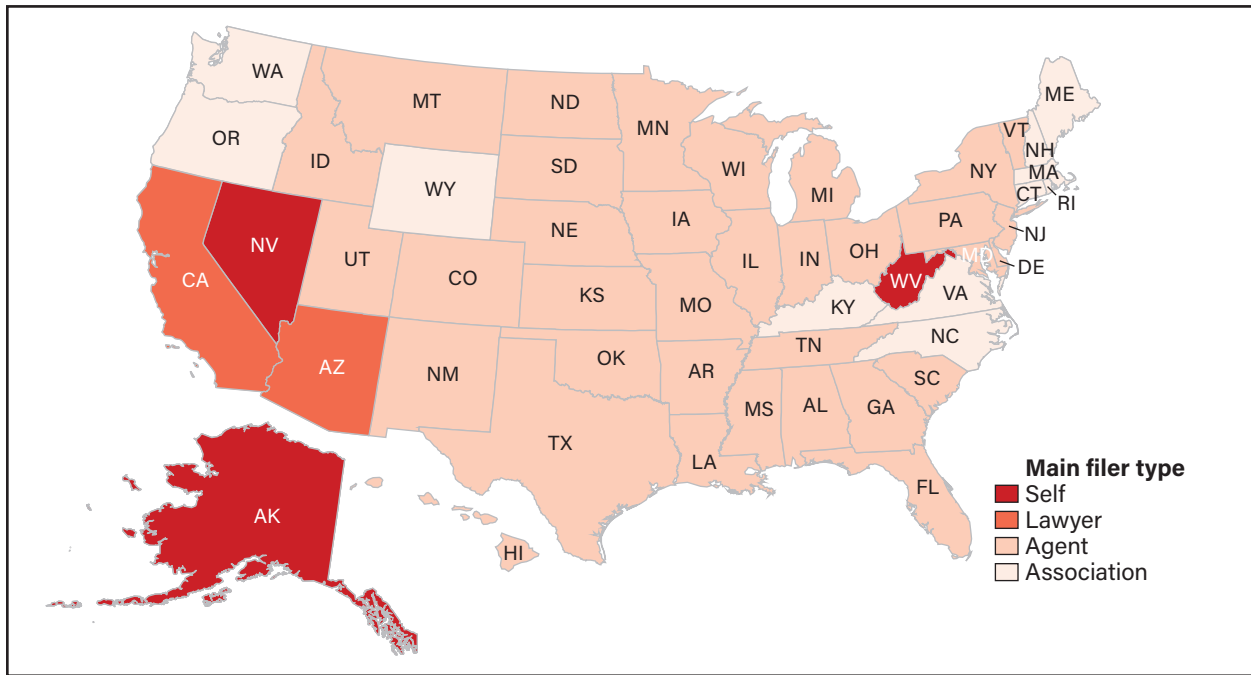 WA
OR
ID
MT
ND
SD
MN
WI
MI
WY
NE
IA
NV
UT
CO
KS
MO
IL
IN
OH
PA
NY
VT
NH
ME
MA
CT
RI
NJ
DE
MD
WV
VA
KY
NC
TN
SC
CA
AZ
NM
OK
AR
TX
LA
MS
AL
GA
FL
AK
HI
Main filer type
Self
Lawyer
Agent
Association